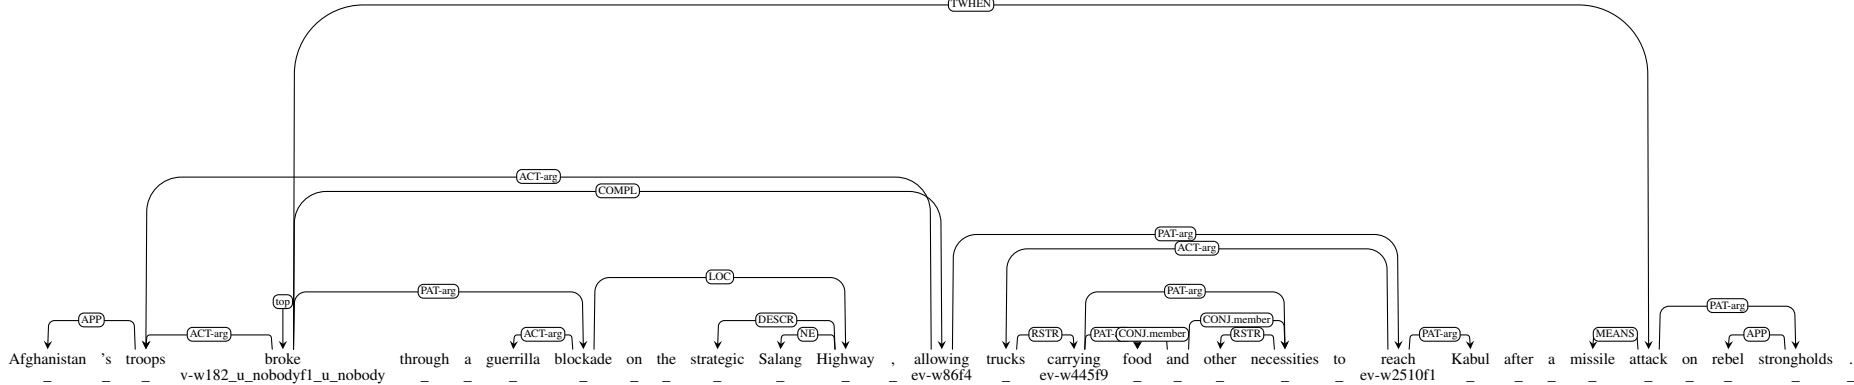 TWHEN
ACT-arg
COMPL
PAT-arg
ACT-arg
LOC
PAT-arg PAT-arg
top PAT-arg
APP DESCR CONJ.member
ACT-arg ACT-arg NE RSTR PAT- CONJ.member RSTR PAT-arg MEANS APP
Afghanistan 's troops broke through a guerrilla blockade on the strategic Salang Highway , allowing trucks carrying food and other necessities to reach Kabul after a missile attack on rebel strongholds .
_ _ _ v-w182_u_nobodyf1_u_nobody _ _ _ _ _ _ _ _ _ _ ev-w86f4 _ ev-w445f9 _ _ _ _ _ ev-w2510f1 _ _ _ _ _ _ _ _ _